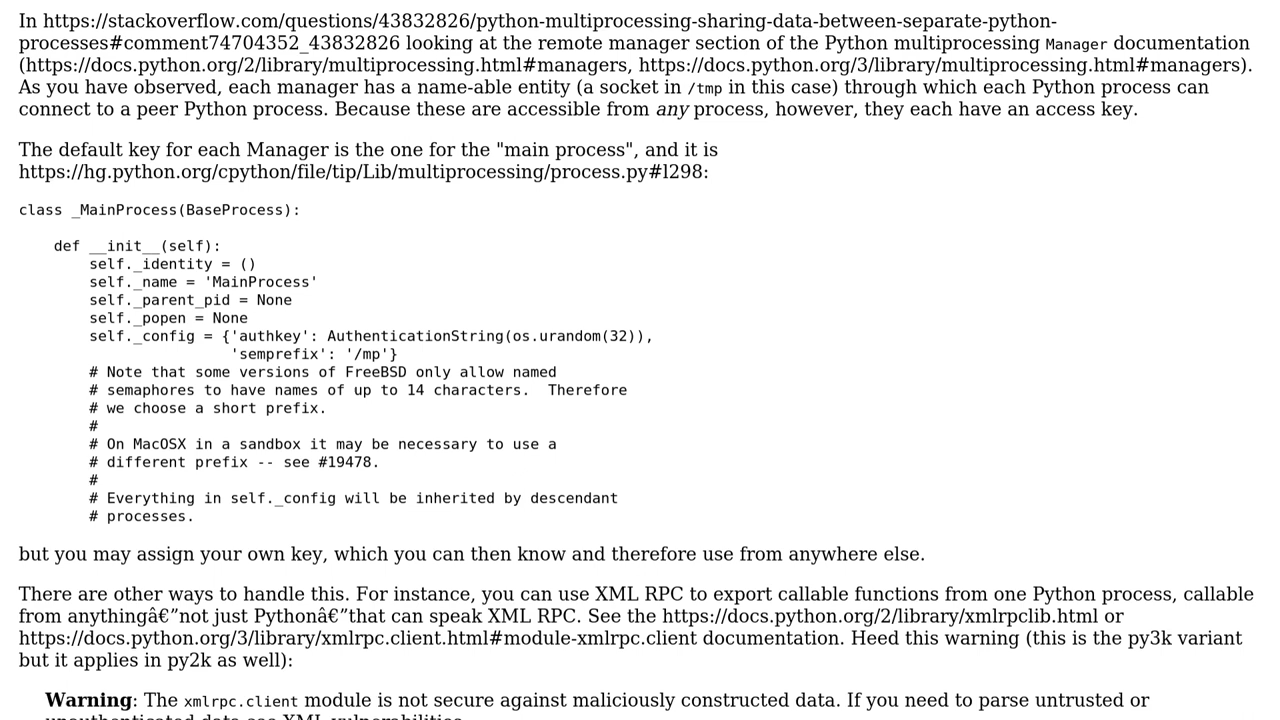 In https://stackoverflow.com/questions/43832826/python-multiprocessing-sharing-data-between-separate-python-
processes#comment74704352_43832826 looking at the remote manager section of the Python multiprocessing Manager documentation
(https://docs.python.org/2/library/multiprocessing.html#managers, https://docs.python.org/3/library/multiprocessing.html#managers).
As you have observed, each manager has a name-able entity (a socket in /tmp in this case) through which each Python process can
connect to a peer Python process. Because these are accessible from any process, however, they each have an access key.
The default key for each Manager is the one for the "main process", and it is
https://hg.python.org/cpython/file/tip/Lib/multiprocessing/process.py#l298:
class _MainProcess(BaseProcess):
    def __init__(self):
        self._identity = ()
        self._name = 'MainProcess'
        self._parent_pid = None
        self._popen = None
        self._config = {'authkey': AuthenticationString(os.urandom(32)),
                        'semprefix': '/mp'}
        # Note that some versions of FreeBSD only allow named
        # semaphores to have names of up to 14 characters.  Therefore
        # we choose a short prefix.
        #
        # On MacOSX in a sandbox it may be necessary to use a
        # different prefix -- see #19478.
        #
        # Everything in self._config will be inherited by descendant
        # processes.
but you may assign your own key, which you can then know and therefore use from anywhere else.
There are other ways to handle this. For instance, you can use XML RPC to export callable functions from one Python process, callable
from anythingâ€”not just Pythonâ€”that can speak XML RPC. See the https://docs.python.org/2/library/xmlrpclib.html or
https://docs.python.org/3/library/xmlrpc.client.html#module-xmlrpc.client documentation. Heed this warning (this is the py3k variant
but it applies in py2k as well):
Warning: The xmlrpc.client module is not secure against maliciously constructed data. If you need to parse untrusted or
unauthenticated data see XML vulnerabilities.